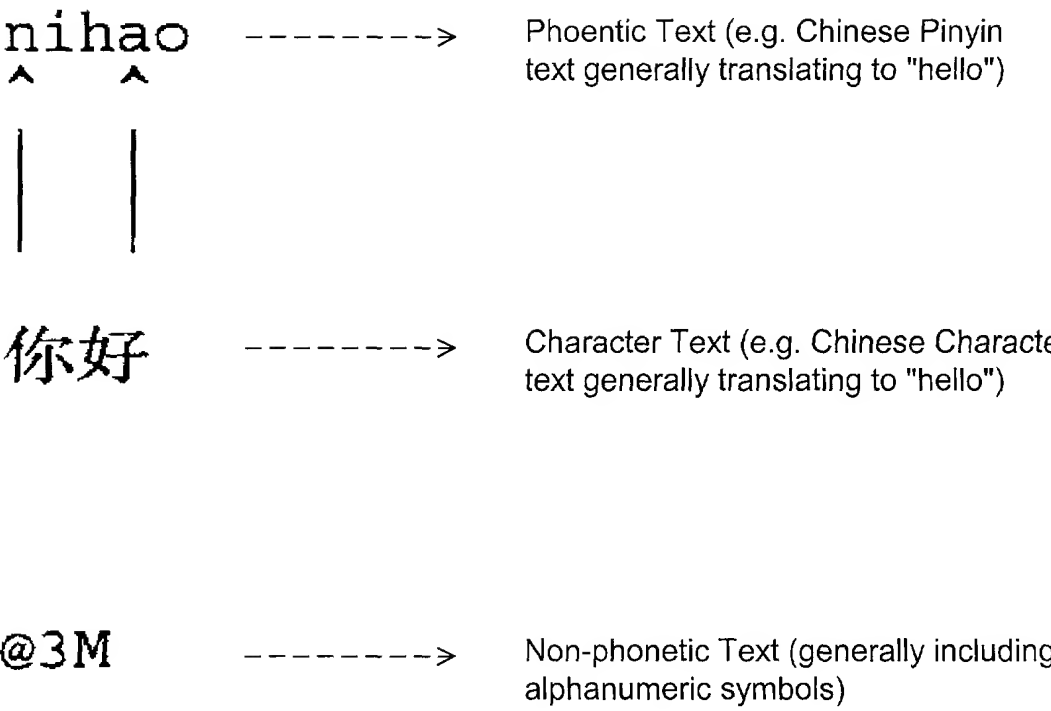 nihao --------> Phoentic Text (e.g. Chinese Pinyin
text generally translating to "hello")
你好 --------> Character Text (e.g. Chinese Characte
text generally translating to "hello")
@3M --------> Non-phonetic Text (generally including
alphanumeric symbols)